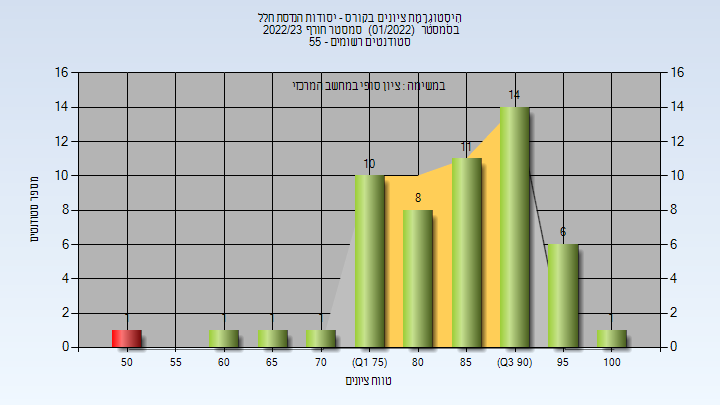 היסטוגרמת ציונים בקורס - יסודות הנדסת חלל
בסמסטר (01/2022) סמסטר חורף 2022/23
סטודנטים רשומים - 55
במשימה : ציון סופי במחשב המרכזי
16 16
14 14
12 12
10 10
8 8
6 6
4 4
2 2
0 0
1 1 1 1 10 8 11 14 6 1
50 55 60 65 70 (Q1 75) 80 85 (Q3 90) 95 100
מספר סטודנטים
טווח ציונים